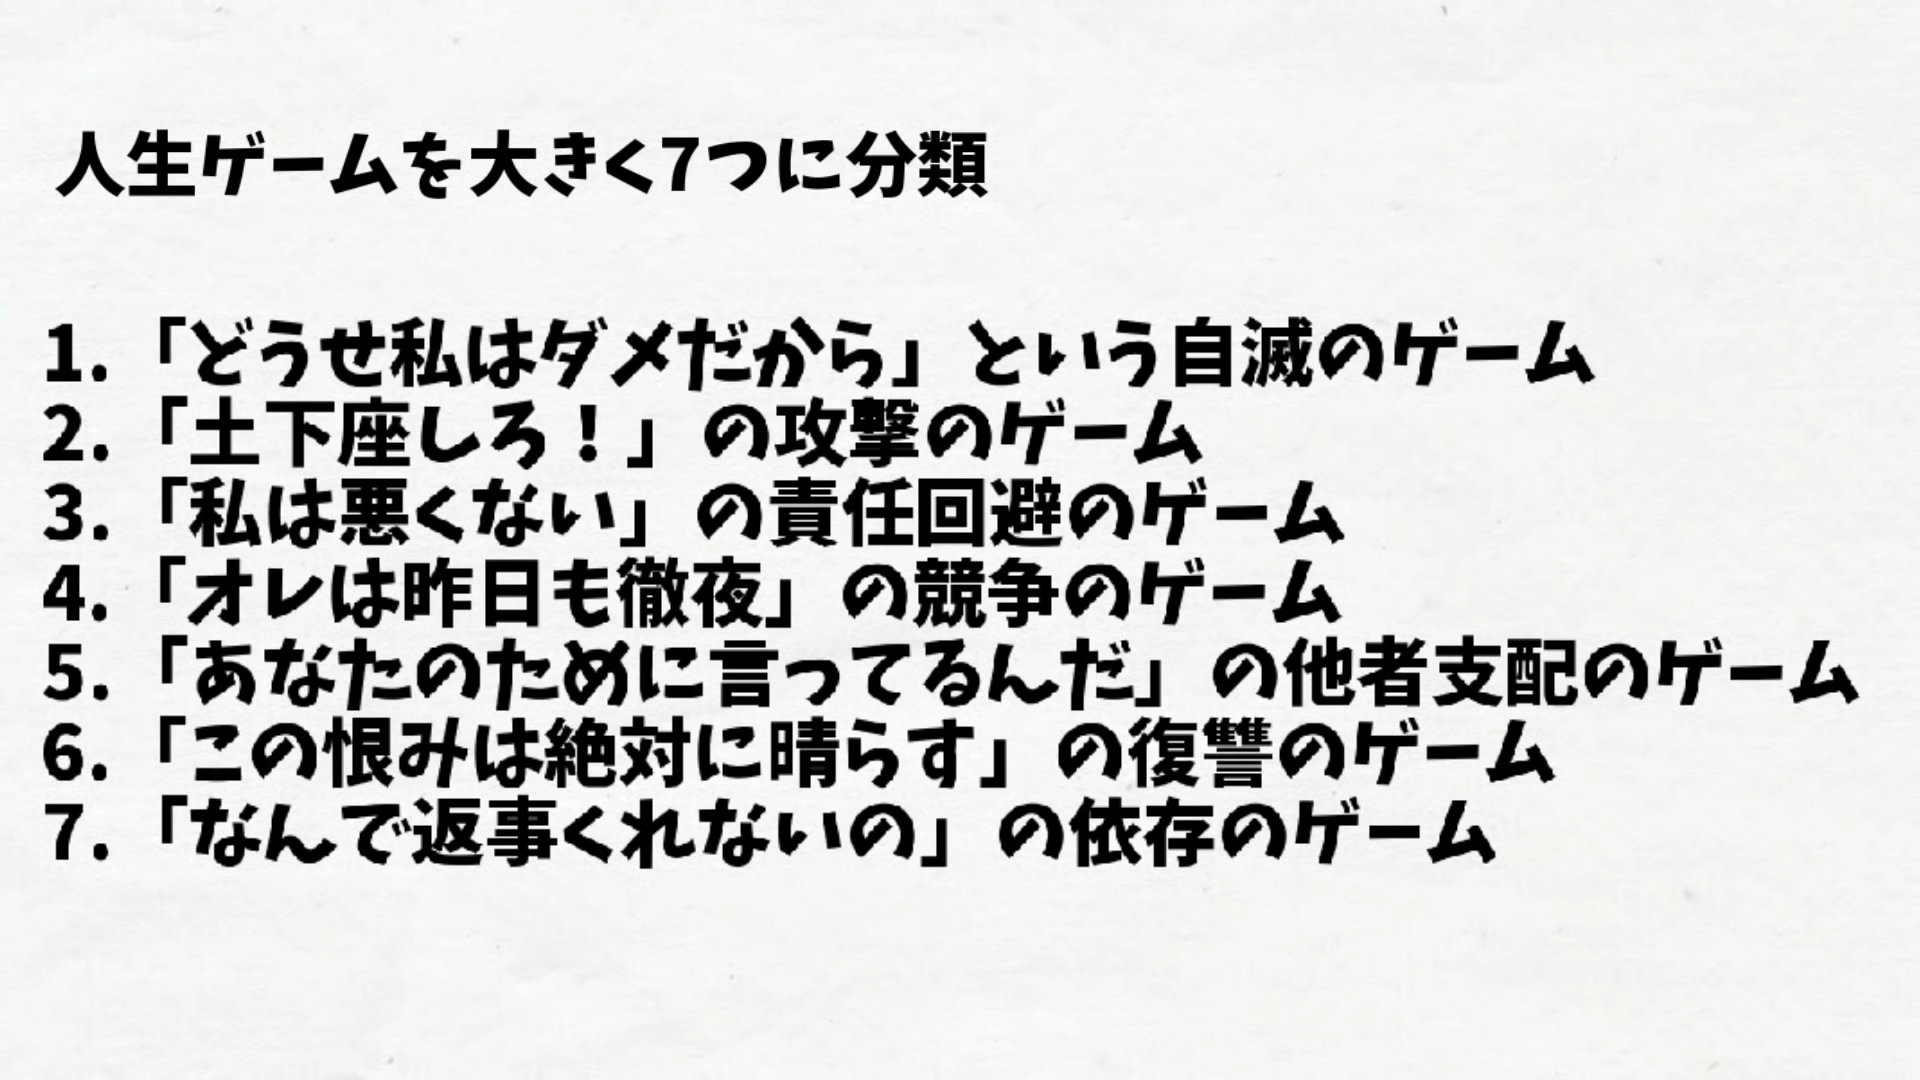 人生ゲームを大きく7つに分類
1. 「どうせ私はダメだから」という自滅のゲーム
2. 「土下座しろ！」の攻撃のゲーム
3. 「私は悪くない」の責任回避のゲーム
4. 「オレは昨日も徹夜」の競争のゲーム
5. 「あなたのために言ってるんだ」の他者支配のゲーム
6. 「この恨みは絶対に晴らす」の復讐のゲーム
7. 「なんで返事くれないの」の依存のゲーム